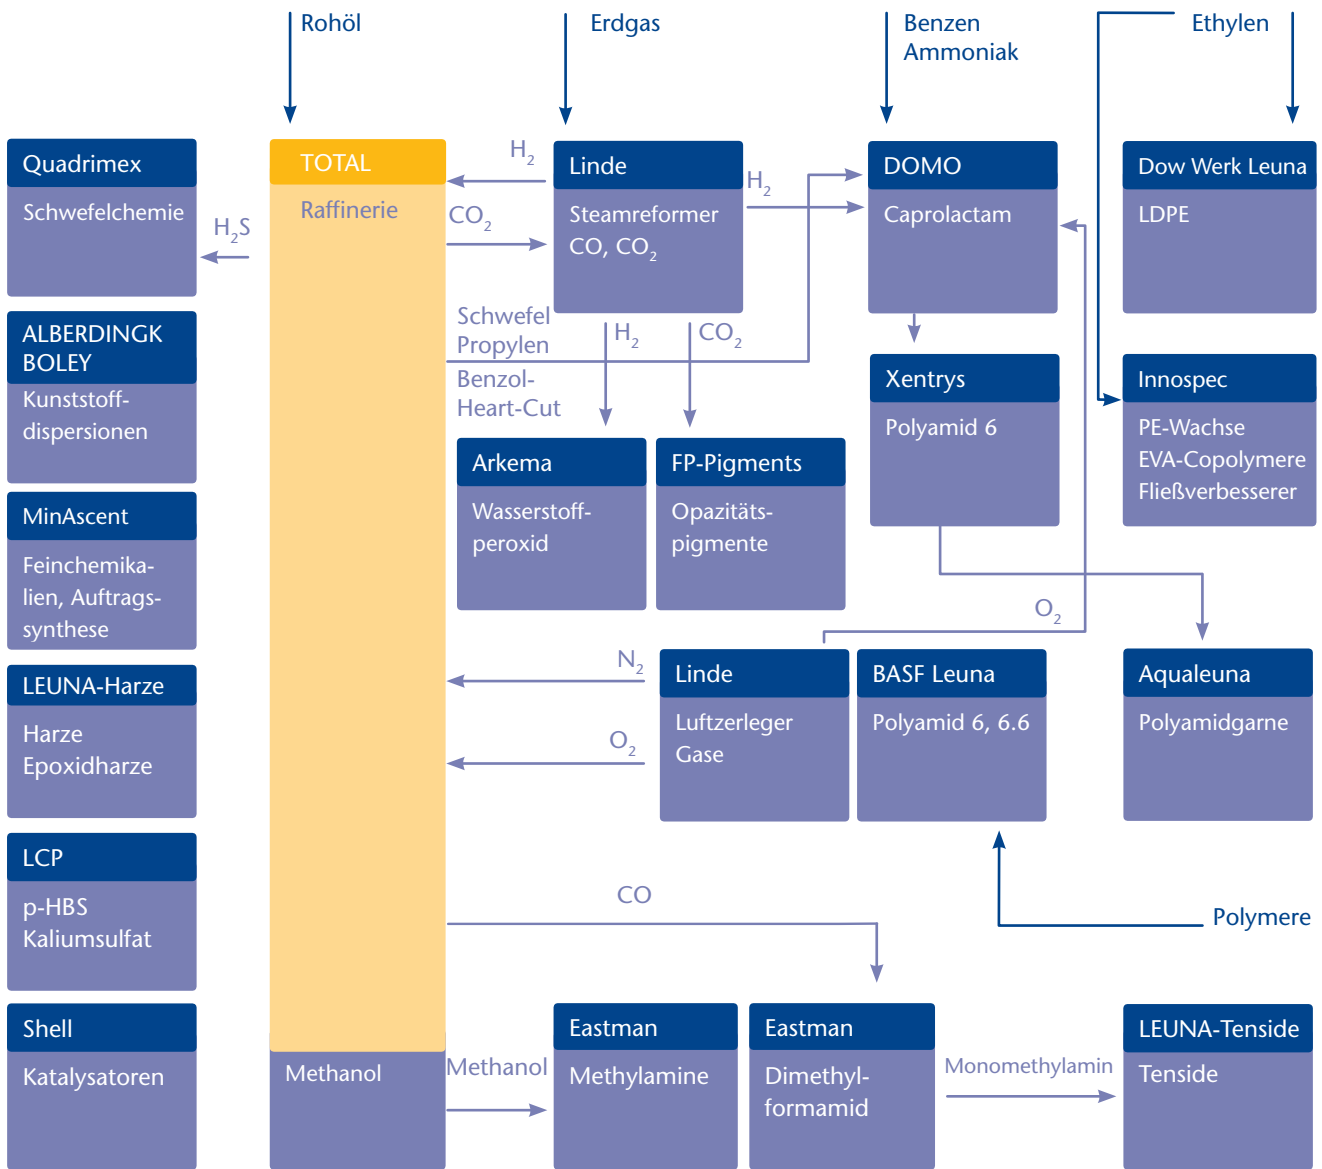 Rohöl
Erdgas
Benzen
Ammoniak
Ethylen
Quadrimex
Schwefelchemie
H₂S
TOTAL
Raffinerie
H₂
CO₂
Linde
Steamreformer
CO, CO₂
H₂
DOMO
Caprolactam
Dow Werk Leuna
LDPE
ALBERDINGK
BOLEY
Kunststoff-
dispersionen
Schwefel
Propylen
Benzol-
Heart-Cut
H₂
CO₂
Xentrys
Polyamid 6
Innospec
PE-Wachse
EVA-Copolymere
Fließverbesserer
Arkema
Wasserstoff-
peroxid
FP-Pigments
Opazitäts-
pigmente
MinAscent
Feinchemika-
lien, Auftrags-
synthese
O₂
LEUNA-Harze
Harze
Epoxidharze
N₂
O₂
Linde
Luftzerleger
Gase
BASF Leuna
Polyamid 6, 6.6
Aqualeuna
Polyamidgarne
LCP
p-HBS
Kaliumsulfat
CO
Polymere
Shell
Katalysatoren
Methanol
Methanol
Eastman
Methylamine
Eastman
Dimethyl-
formamid
Monomethylamin
LEUNA-Tenside
Tenside